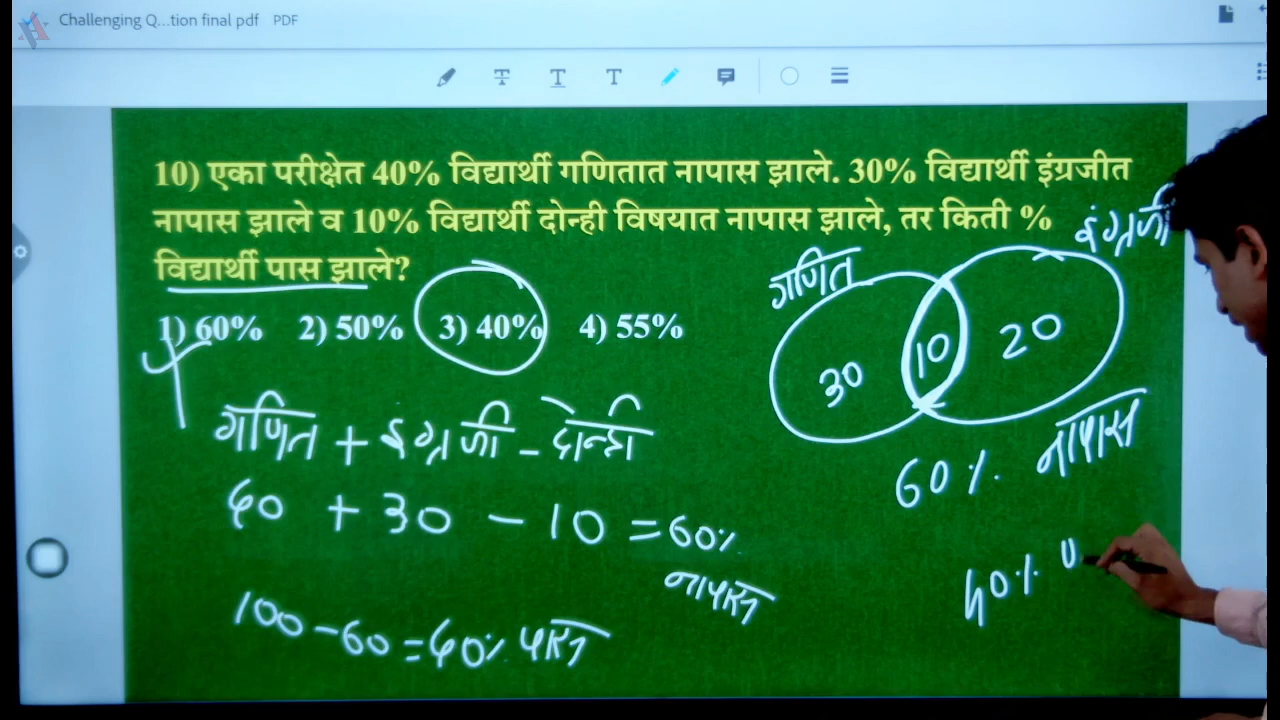 Challenging Q...tion final pdf PDF
10) एका परीक्षेत 40% विद्यार्थी गणितात नापास झाले. 30% विद्यार्थी इंग्रजीत
नापास झाले व 10% विद्यार्थी दोन्ही विषयात नापास झाले, तर किती %
विद्यार्थी पास झाले?
1) 60% 2) 50% 3) 40% 4) 55%
गणित इंग्रजी
30 10 20
गणित + इंग्रजी - दोन्ही
60% नापास
40 + 30 - 10 = 60%
नापास
40%
100 - 60 = 40% पास